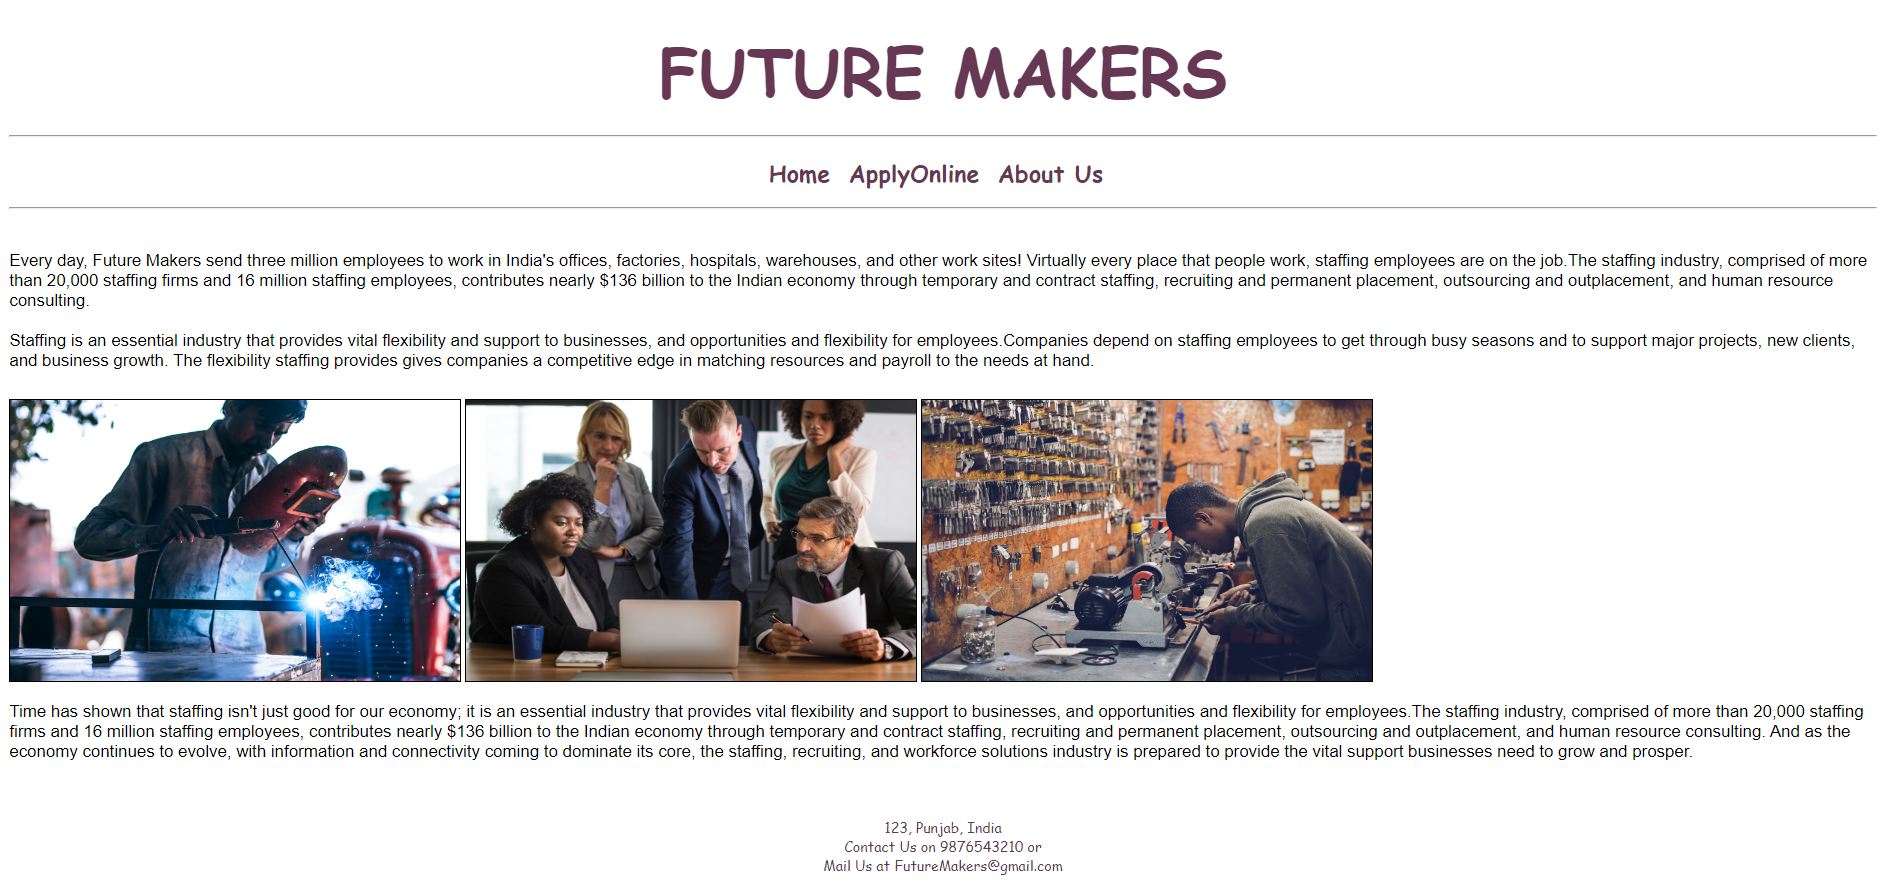 FUTURE MAKERS
Home ApplyOnline About Us
Every day, Future Makers send three million employees to work in India's offices, factories, hospitals, warehouses, and other work sites! Virtually every place that people work, staffing employees are on the job.The staffing industry, comprised of more
than 20,000 staffing firms and 16 million staffing employees, contributes nearly $136 billion to the Indian economy through temporary and contract staffing, recruiting and permanent placement, outsourcing and outplacement, and human resource
consulting.
Staffing is an essential industry that provides vital flexibility and support to businesses, and opportunities and flexibility for employees.Companies depend on staffing employees to get through busy seasons and to support major projects, new clients,
and business growth. The flexibility staffing provides gives companies a competitive edge in matching resources and payroll to the needs at hand.
Time has shown that staffing isn't just good for our economy; it is an essential industry that provides vital flexibility and support to businesses, and opportunities and flexibility for employees.The staffing industry, comprised of more than 20,000 staffing
firms and 16 million staffing employees, contributes nearly $136 billion to the Indian economy through temporary and contract staffing, recruiting and permanent placement, outsourcing and outplacement, and human resource consulting. And as the
economy continues to evolve, with information and connectivity coming to dominate its core, the staffing, recruiting, and workforce solutions industry is prepared to provide the vital support businesses need to grow and prosper.
123, Punjab, India
Contact Us on 9876543210 or
Mail Us at FutureMakers@gmail.com